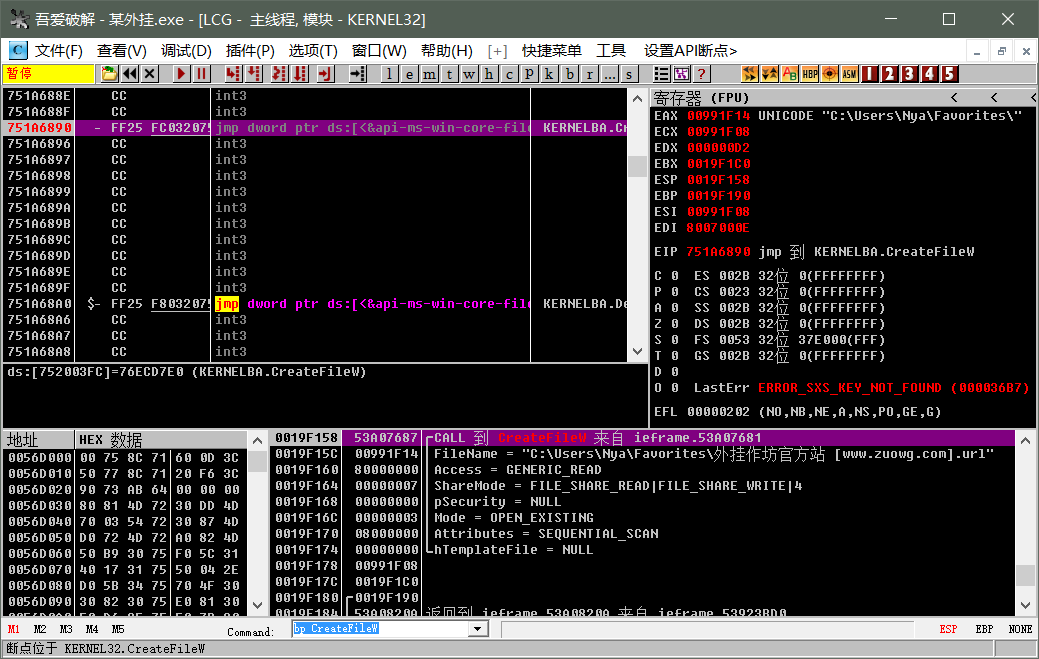 吾爱破解 - 某外挂.exe - [LCG - 主线程, 模块 - KERNEL32]
C 文件(F) 查看(V) 调试(D) 插件(P) 选项(T) 窗口(W) 帮助(H) [+] 快捷菜单 工具 设置API断点>
暂停 l e m t w h c p k b r ... s ? AB HBP ASM 1 2 3 4 5
751A688E CC int3
751A688F CC int3
751A6890 - FF25 FC032075 jmp dword ptr ds:[<&api-ms-win-core-file KERNELBA.Cr
751A6896 CC int3
751A6897 CC int3
751A6898 CC int3
751A6899 CC int3
751A689A CC int3
751A689B CC int3
751A689C CC int3
751A689D CC int3
751A689E CC int3
751A689F CC int3
751A68A0 $- FF25 F8032075 jmp dword ptr ds:[<&api-ms-win-core-file KERNELBA.De
751A68A6 CC int3
751A68A7 CC int3
751A68A8 CC int3
ds:[752003FC]=76ECD7E0 (KERNELBA.CreateFileW)
寄存器 (FPU) < < <
EAX 00991F14 UNICODE "C:\Users\Nya\Favorites\"
ECX 00991F08
EDX 000000D2
EBX 0019F1C0
ESP 0019F158
EBP 0019F190
ESI 00991F08
EDI 8007000E
EIP 751A6890 jmp 到 KERNELBA.CreateFileW
C 0 ES 002B 32位 0(FFFFFFFF)
P 0 CS 0023 32位 0(FFFFFFFF)
A 0 SS 002B 32位 0(FFFFFFFF)
Z 0 DS 002B 32位 0(FFFFFFFF)
S 0 FS 0053 32位 37E000(FFF)
T 0 GS 002B 32位 0(FFFFFFFF)
D 0
O 0 LastErr ERROR_SXS_KEY_NOT_FOUND (000036B7)
EFL 00000202 (NO,NB,NE,A,NS,PO,GE,G)
地址 HEX 数据
0056D000 00 75 8C 71 60 0D 3C
0056D010 50 77 8C 71 20 F6 3C
0056D020 90 73 AB 64 00 00 00
0056D030 80 81 4D 72 30 DD 4D
0056D040 70 03 54 72 30 87 4D
0056D050 D0 72 4D 72 A0 82 4D
0056D060 50 B9 30 75 F0 5C 31
0056D070 40 17 31 75 50 04 2E
0056D080 D0 5B 34 75 70 4F 30
0056D090 30 82 30 75 E0 81 30
0019F158 53A07687 CALL 到 CreateFileW 来自 ieframe.53A07681
0019F15C 00991F14 FileName = "C:\Users\Nya\Favorites\外挂作坊官方站 [www.zuowg.com].url"
0019F160 80000000 Access = GENERIC_READ
0019F164 00000007 ShareMode = FILE_SHARE_READ|FILE_SHARE_WRITE|4
0019F168 00000000 pSecurity = NULL
0019F16C 00000003 Mode = OPEN_EXISTING
0019F170 08000000 Attributes = SEQUENTIAL_SCAN
0019F174 00000000 hTemplateFile = NULL
0019F178 00991F08
0019F17C 0019F1C0
0019F180 0019F190
0019F184 53A0820A 返回到 ieframe.53A0820A 来自 ieframe.53923BD0
M1 M2 M3 M4 M5 Command: bp CreateFileW ESP EBP NONE
断点位于 KERNEL32.CreateFileW